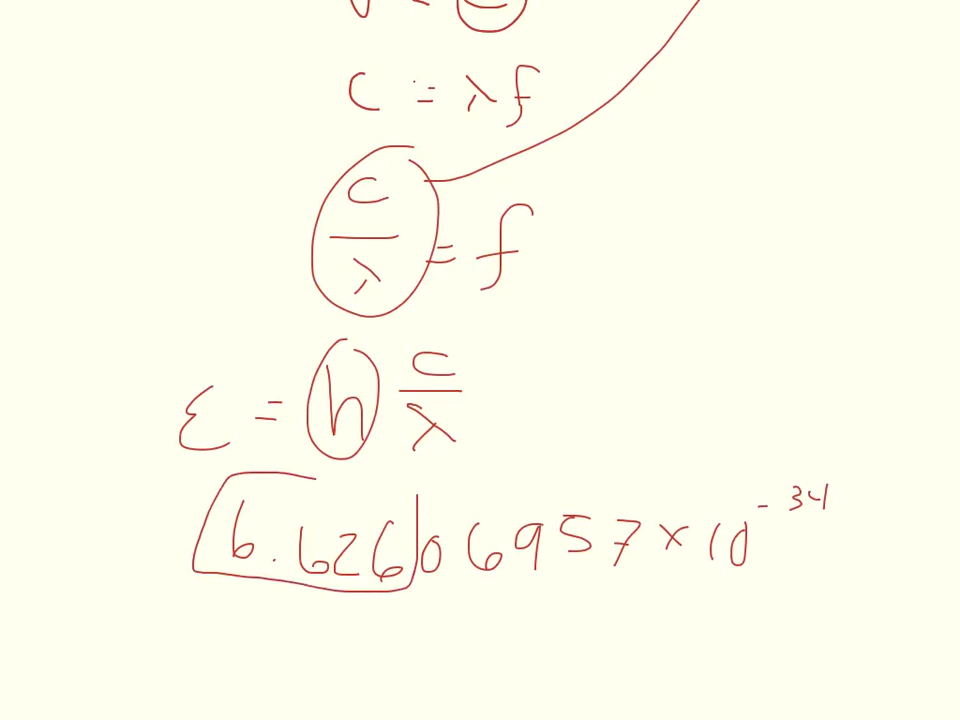 c = λf
c/λ = f
ε = h c/λ
6.62606957 × 10^-34